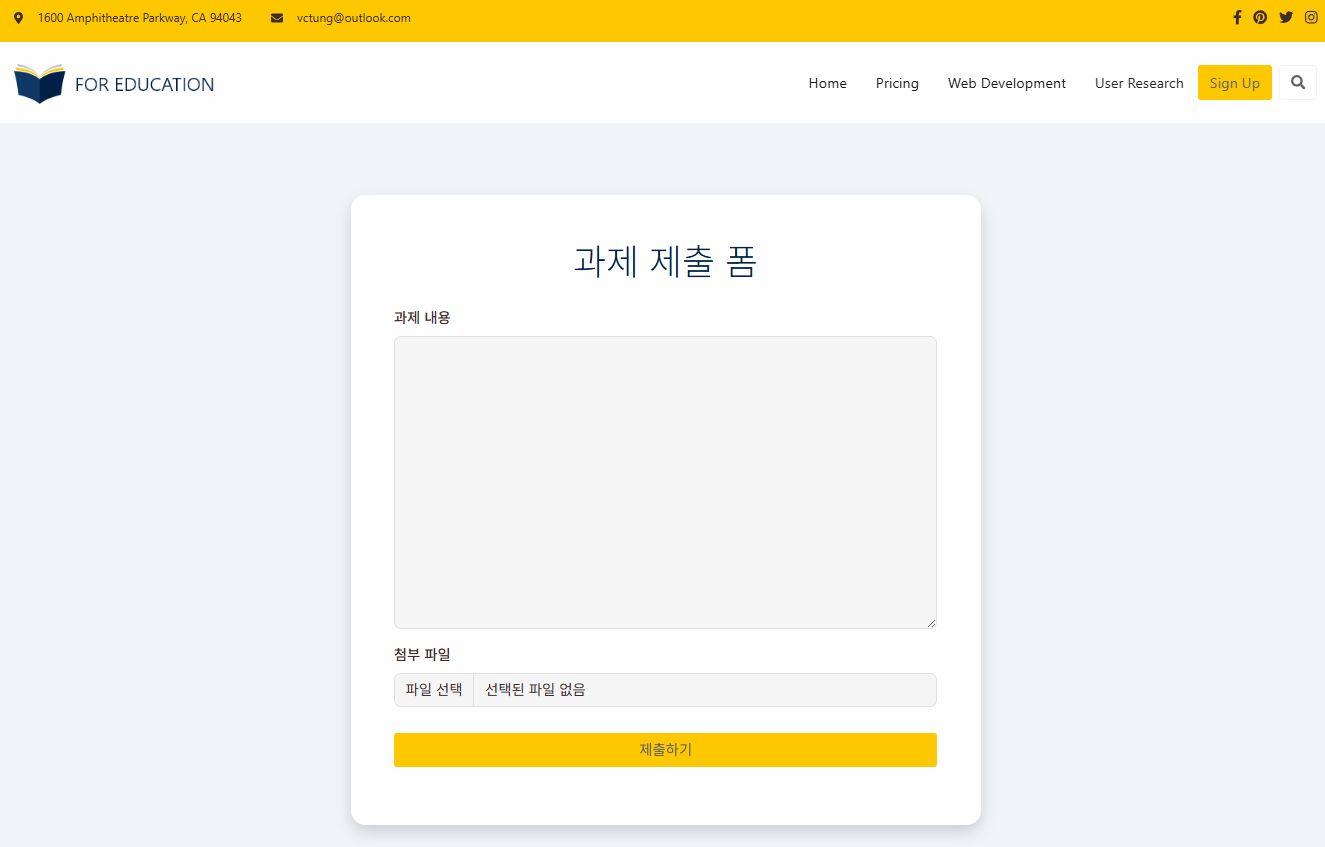 1600 Amphitheatre Parkway, CA 94043 vctung@outlook.com
FOR EDUCATION Home Pricing Web Development User Research Sign Up
과제 제출 폼
과제 내용
첨부 파일
파일 선택 선택된 파일 없음
제출하기